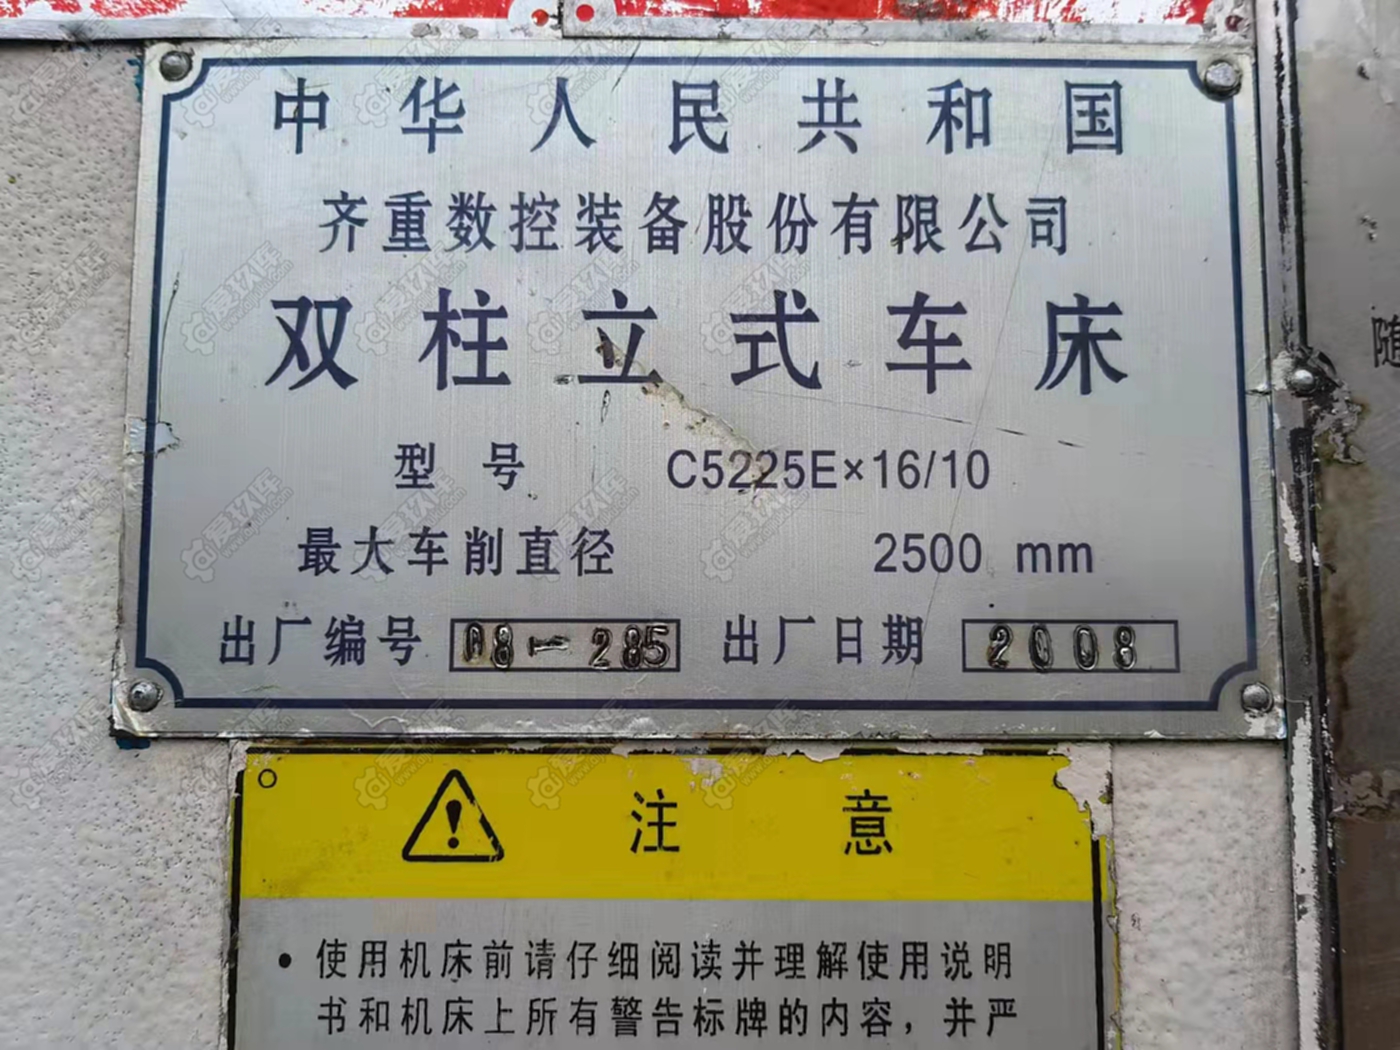 中华人民共和国
齐重数控装备股份有限公司
双柱立式车床
型号 C5225E×16/10
最大车削直径 2500 mm
出厂编号 08-285 出厂日期 2008
随
注意
• 使用机床前请仔细阅读并理解使用说明
书和机床上所有警告标牌的内容，并严